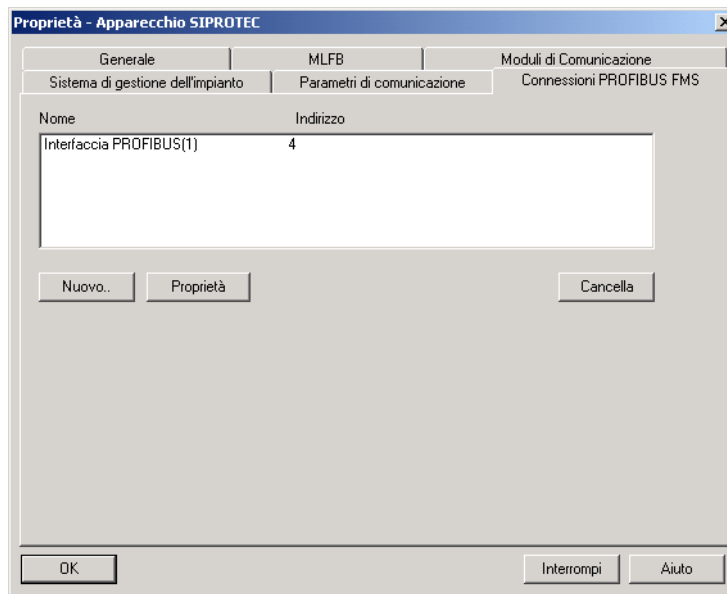 Proprietà - Apparecchio SIPROTEC
Generale MLFB Moduli di Comunicazione
Sistema di gestione dell'impianto Parametri di comunicazione Connessioni PROFIBUS FMS
Nome Indirizzo
Interfaccia PROFIBUS(1) 4
Nuovo.. Proprietà Cancella
OK Interrompi Aiuto